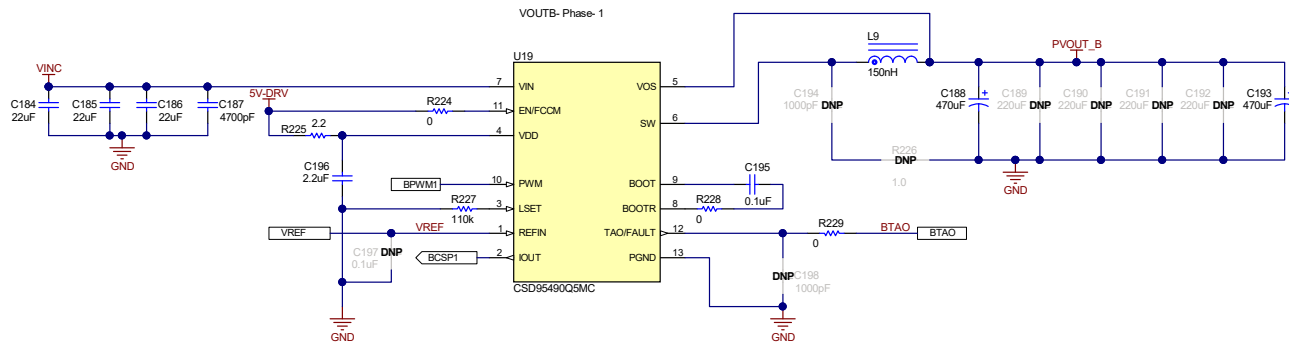 VOUTB- Phase- 1
U19
L9
150nH
PVOUT_B
VINC
5V-DRV
C184
22uF
C185
22uF
C186
22uF
C187
4700pF
GND
R224
0
R225
2.2
C196
2.2uF
7
VIN
11
EN/FCCM
4
VDD
10
PWM
3
LSET
1
REFIN
2
IOUT
VOS
5
SW
6
BOOT
9
BOOTR
8
TAO/FAULT
12
PGND
13
CSD95490Q5MC
BPWM1
R227
110k
VREF
VREF
C197
0.1uF
DNP
BCSP1
GND
C194
1000pF
DNP
R226
DNP
1.0
C188
470uF
+
C189
220uF
DNP
C190
220uF
DNP
C191
220uF
DNP
C192
220uF
DNP
C193
470uF
+
GND
C195
0.1uF
R228
0
R229
0
BTAO
BTAO
DNP
C198
1000pF
GND